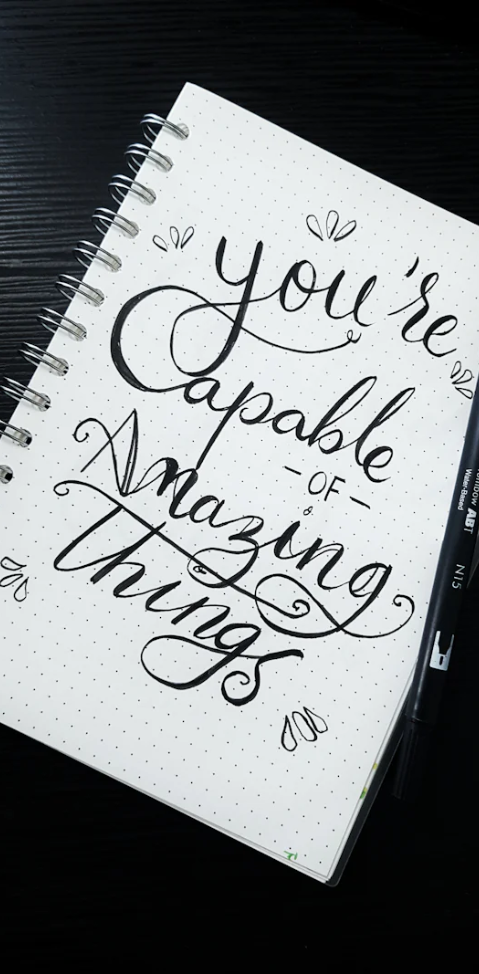 you're
Capable
- OF -
Amazing
things
ABT
Water-Based
N15